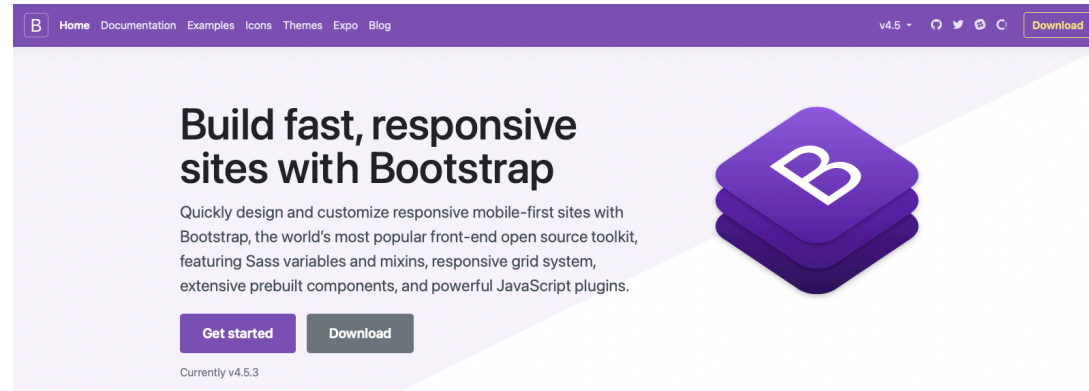 B Home Documentation Examples Icons Themes Expo Blog v4.5 Download
Build fast, responsive
sites with Bootstrap
B
Quickly design and customize responsive mobile-first sites with
Bootstrap, the world's most popular front-end open source toolkit,
featuring Sass variables and mixins, responsive grid system,
extensive prebuilt components, and powerful JavaScript plugins.
Get started Download
Currently v4.5.3